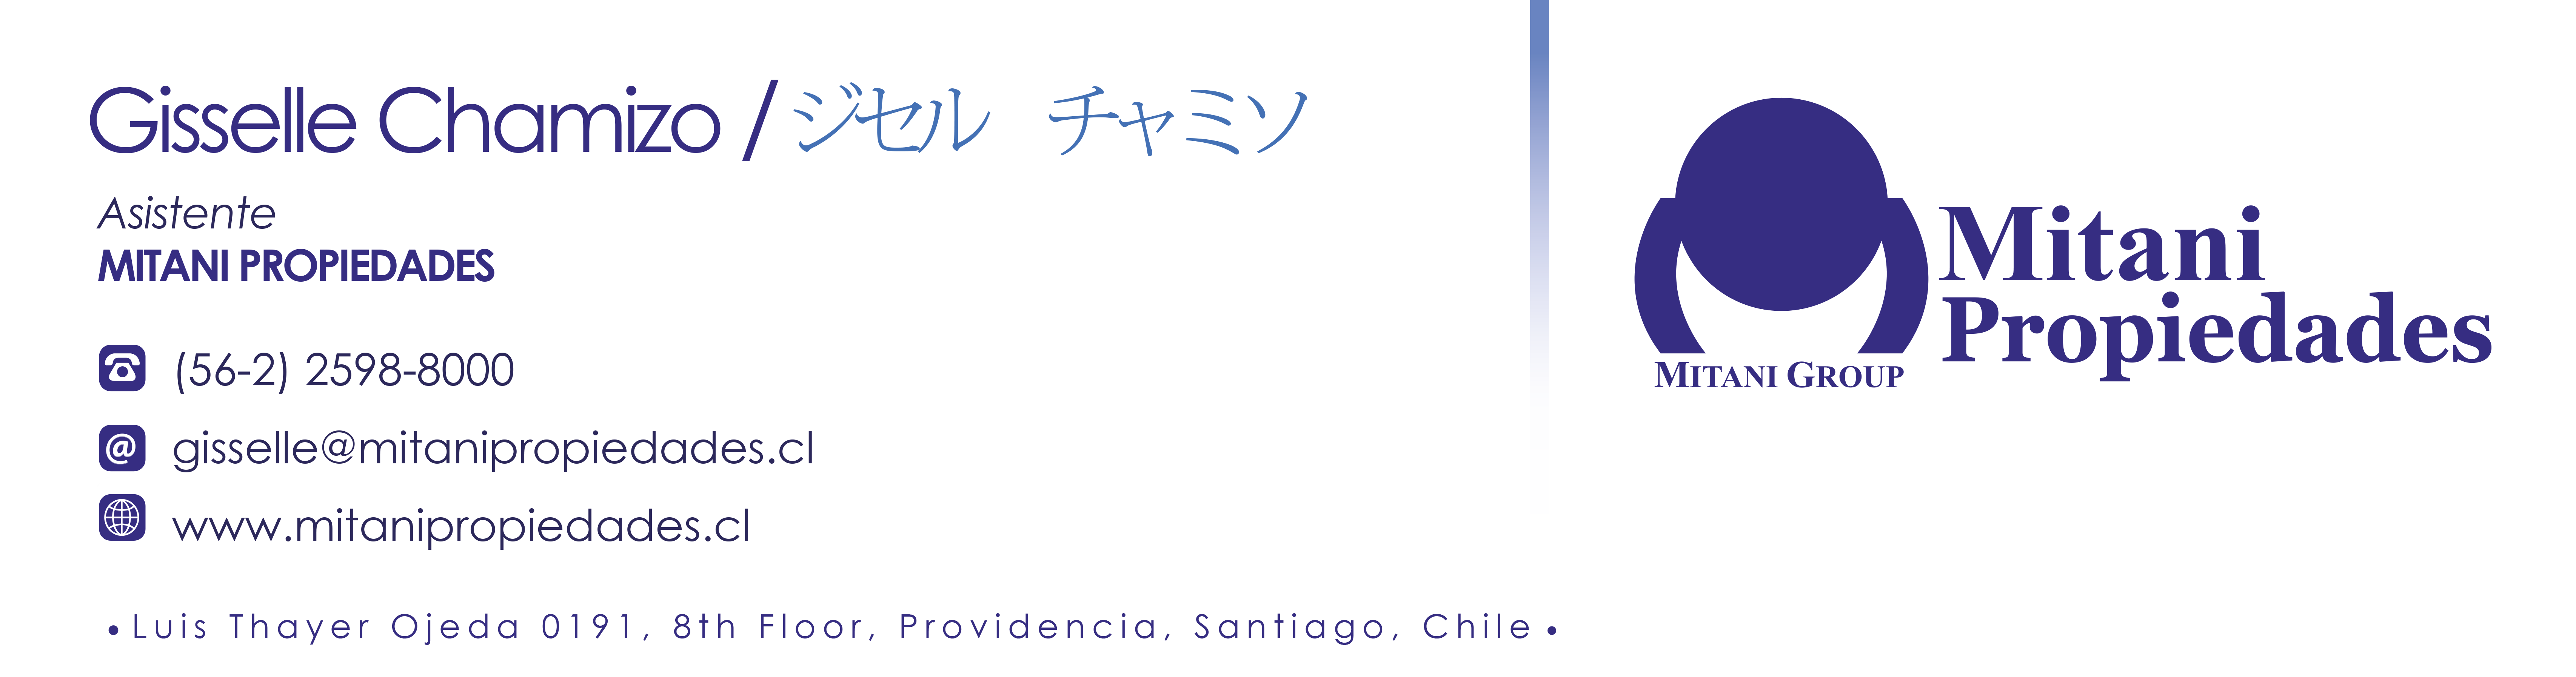 Gisselle Chamizo / ジセル　チャミソ
Asistente
MITANI PROPIEDADES
(56-2) 2598-8000
gisselle@mitanipropiedades.cl
www.mitanipropiedades.cl
• Luis Thayer Ojeda 0191, 8th Floor, Providencia, Santiago, Chile •
Mitani
Propiedades
MITANI GROUP